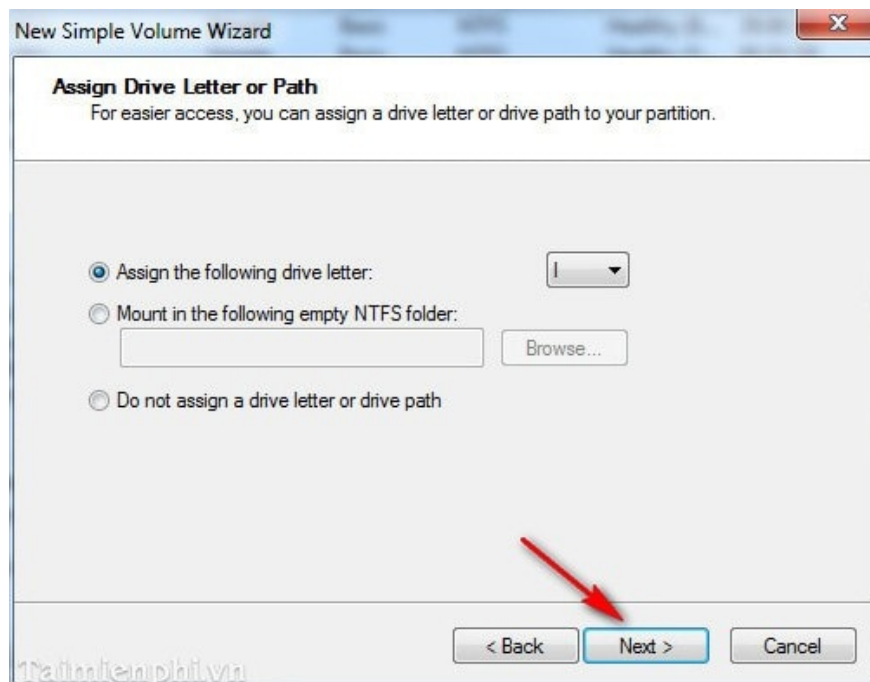 New Simple Volume Wizard
Assign Drive Letter or Path
For easier access, you can assign a drive letter or drive path to your partition.
Assign the following drive letter:
I
Mount in the following empty NTFS folder:
Browse...
Do not assign a drive letter or drive path
< Back
Next >
Cancel
Taimienphi.vn